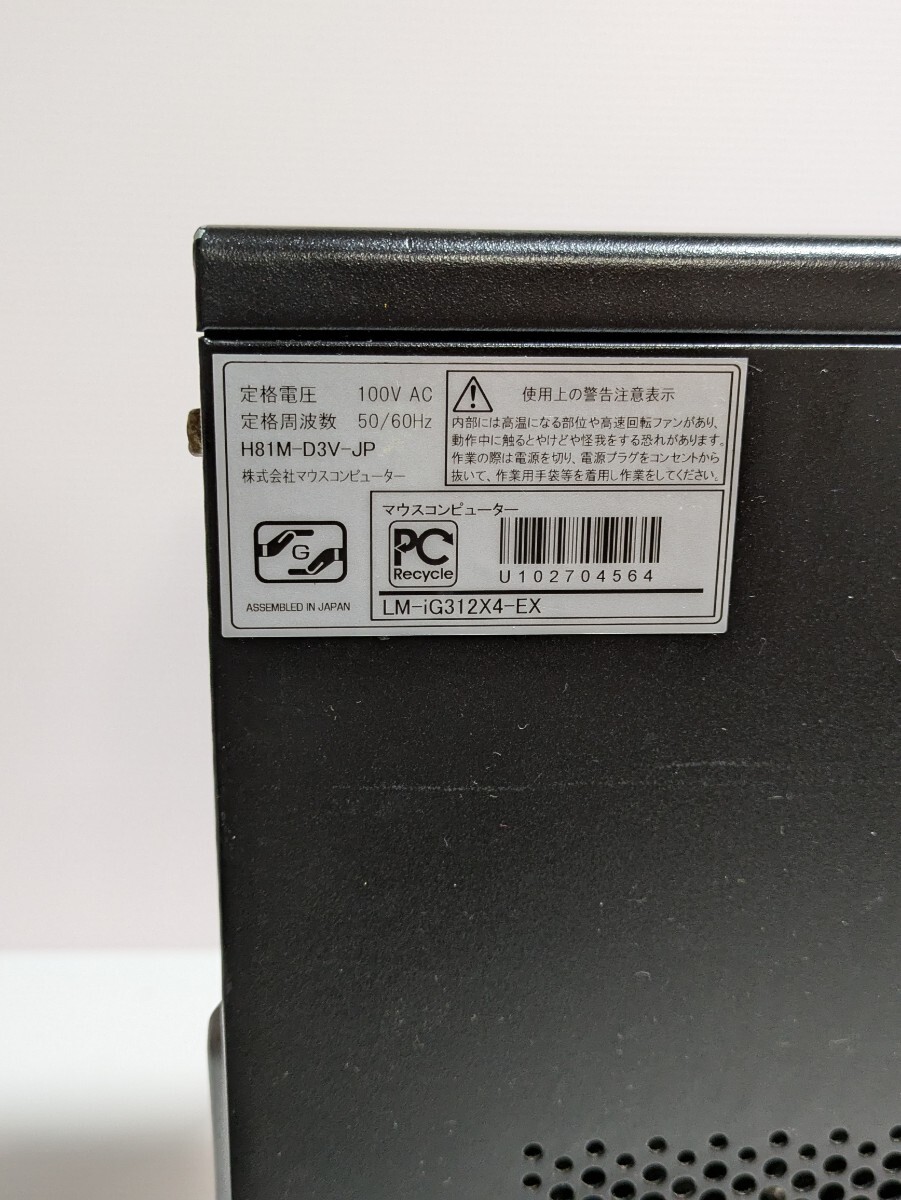 定格電圧 100V AC
定格周波数 50/60Hz
H81M-D3V-JP
株式会社マウスコンピューター
使用上の警告注意表示
内部には高温になる部位や高速回転ファンがあり、
動作中に触るとやけどや怪我をする恐れがあります。
作業の際は電源を切り、電源プラグをコンセントから
抜いて、作業用手袋等を着用し作業をしてください。
G
ASSEMBLED IN JAPAN
マウスコンピューター
PC
Recycle
U102704564
LM-iG312X4-EX